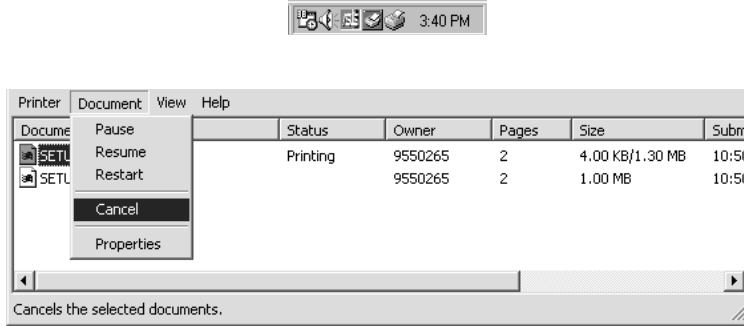 3:40 PM
Printer Document View Help
Docume Status Owner Pages Size Subm
SETU Printing 9550265 2 4.00 KB/1.30 MB 10:50
SETU 9550265 2 1.00 MB 10:50
Pause
Resume
Restart
Cancel
Properties
Cancels the selected documents.